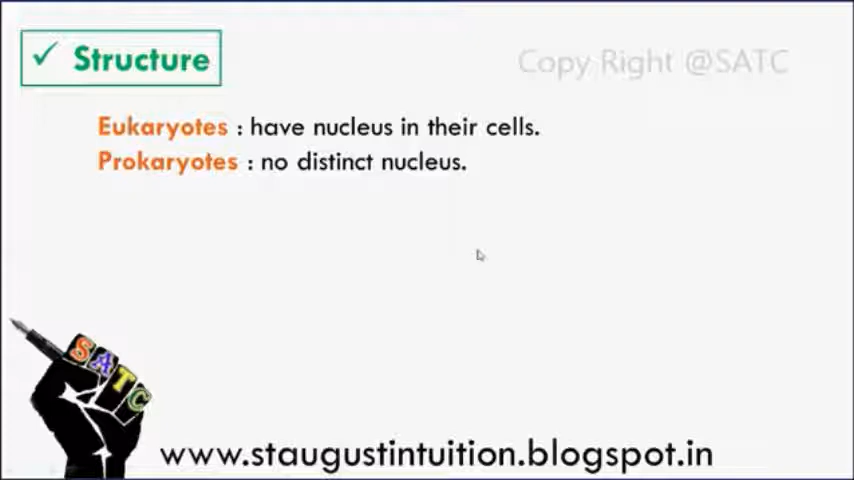 ✓ Structure
Copy Right @SATC
Eukaryotes : have nucleus in their cells.
Prokaryotes : no distinct nucleus.
SATC
www.staugustintuition.blogspot.in